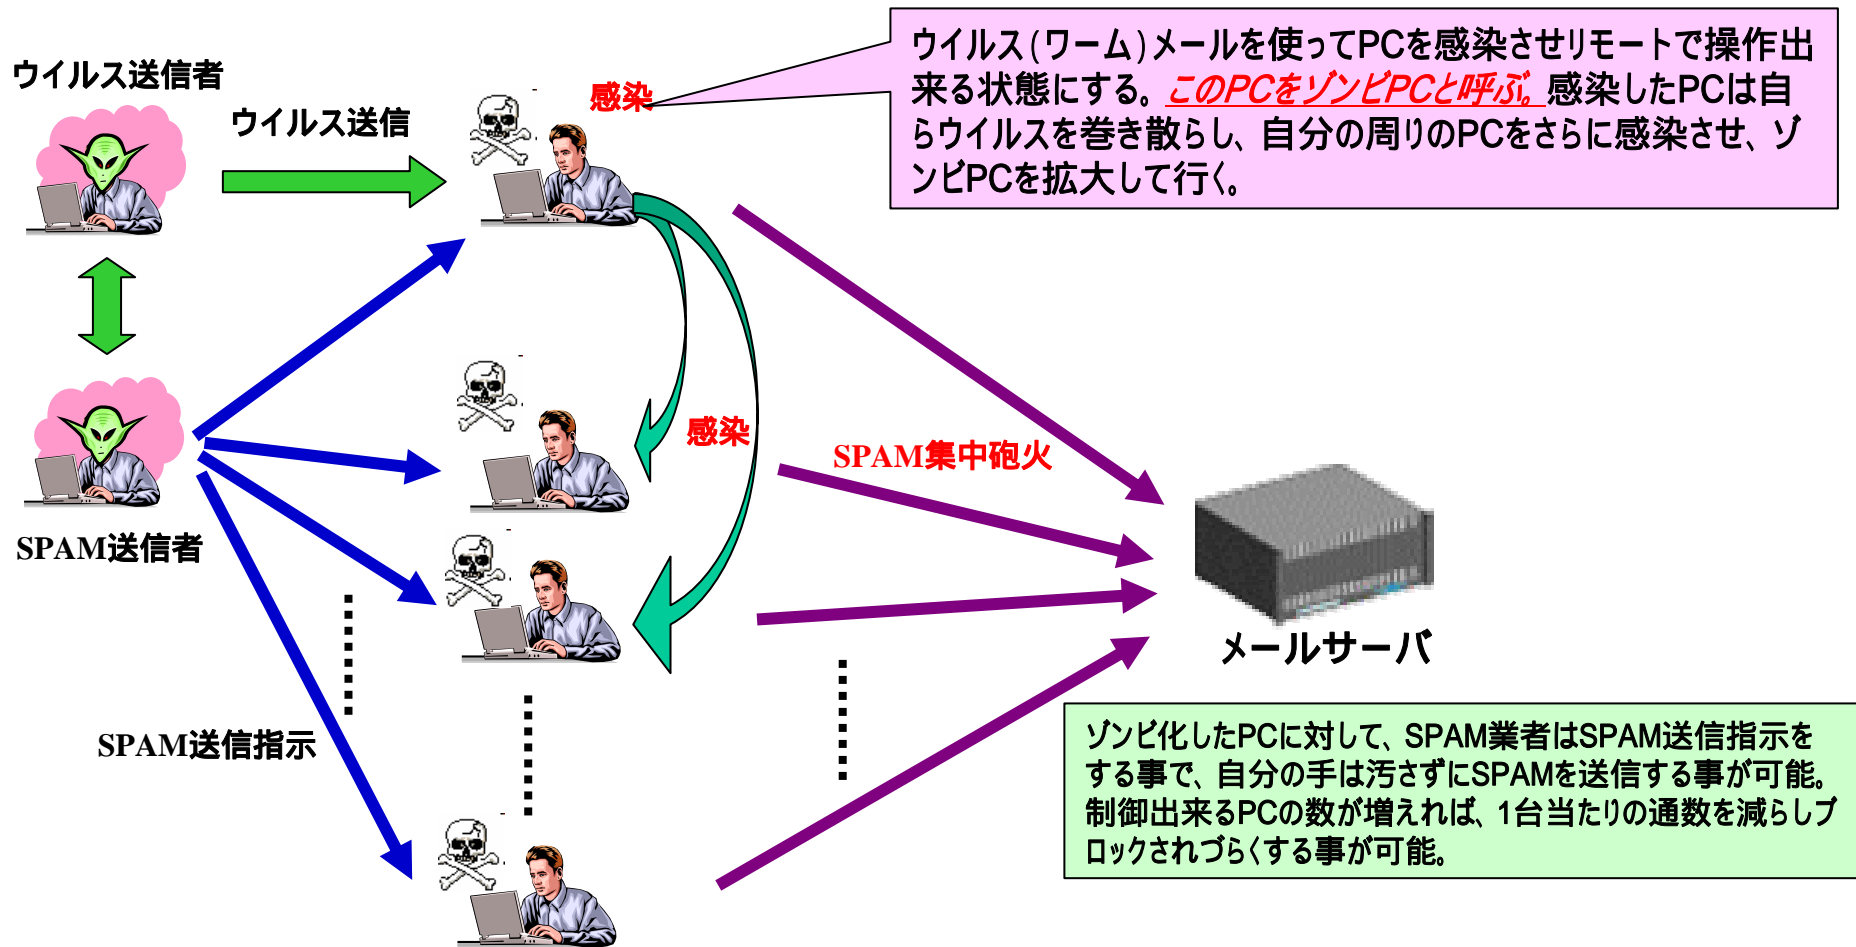 ウイルス送信者
ウイルス送信
感染
ウイルス(ワーム)メールを使ってPCを感染させリモートで操作出
来る状態にする。このPCをゾンビPCと呼ぶ。感染したPCは自
らウイルスを巻き散らし、自分の周りのPCをさらに感染させ、ゾ
ンビPCを拡大して行く。
感染
SPAM集中砲火
SPAM送信者
メールサーバ
SPAM送信指示
ゾンビ化したPCに対して、SPAM業者はSPAM送信指示を
する事で、自分の手は汚さずにSPAMを送信する事が可能。
制御出来るPCの数が増えれば、1台当たりの通数を減らしブ
ロックされづらくする事が可能。